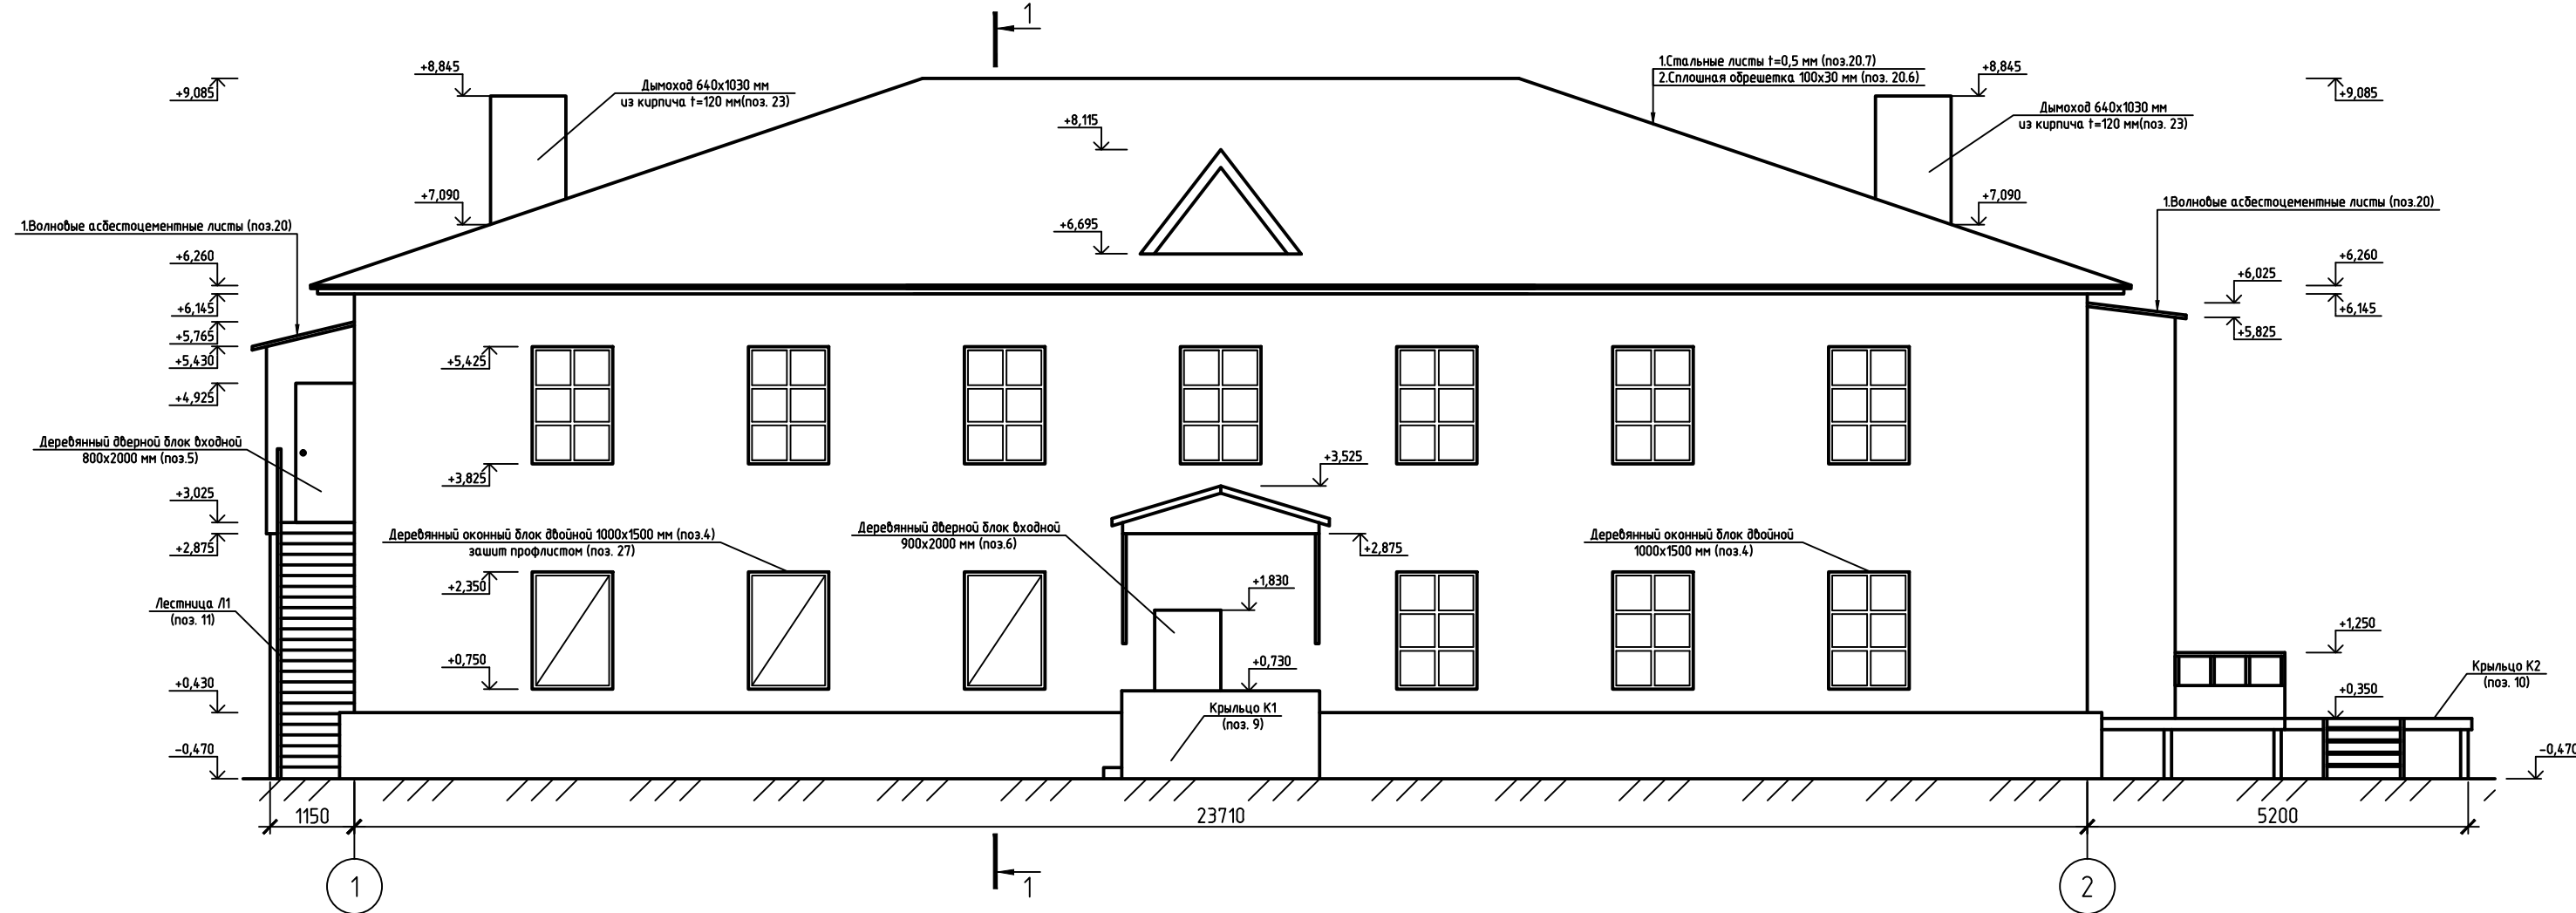 1
+8,845
1.Стальные листы t=0,5 мм (поз.20.7)
2.Сплошная обрешетка 100x30 мм (поз. 20.6)
+8,845
+9,085
Дымоход 640x1030 мм
из кирпича t=120 мм(поз. 23)
+9,085
Дымоход 640x1030 мм
из кирпича t=120 мм(поз. 23)
+8,115
+7,090
+7,090
1.Волновые асбестоцементные листы (поз.20)
+6,695
1.Волновые асбестоцементные листы (поз.20)
+6,260
+6,025
+6,260
+6,145
+6,145
+5,765
+5,825
+5,430
+5,425
+4,925
Деревянный дверной блок входной
800x2000 мм (поз.5)
+3,525
+3,825
+3,025
Деревянный оконный блок двойной 1000x1500 мм (поз.4)
зашит профлистом (поз. 27)
Деревянный дверной блок входной
900x2000 мм (поз.6)
Деревянный оконный блок двойной
1000x1500 мм (поз.4)
+2,875
+2,875
+2,350
+1,830
Лестница Л1
(поз. 11)
+1,250
+0,750
+0,730
Крыльцо К2
(поз. 10)
+0,430
+0,350
Крыльцо К1
(поз. 9)
-0,470
-0,470
1150
23710
5200
1
1
2